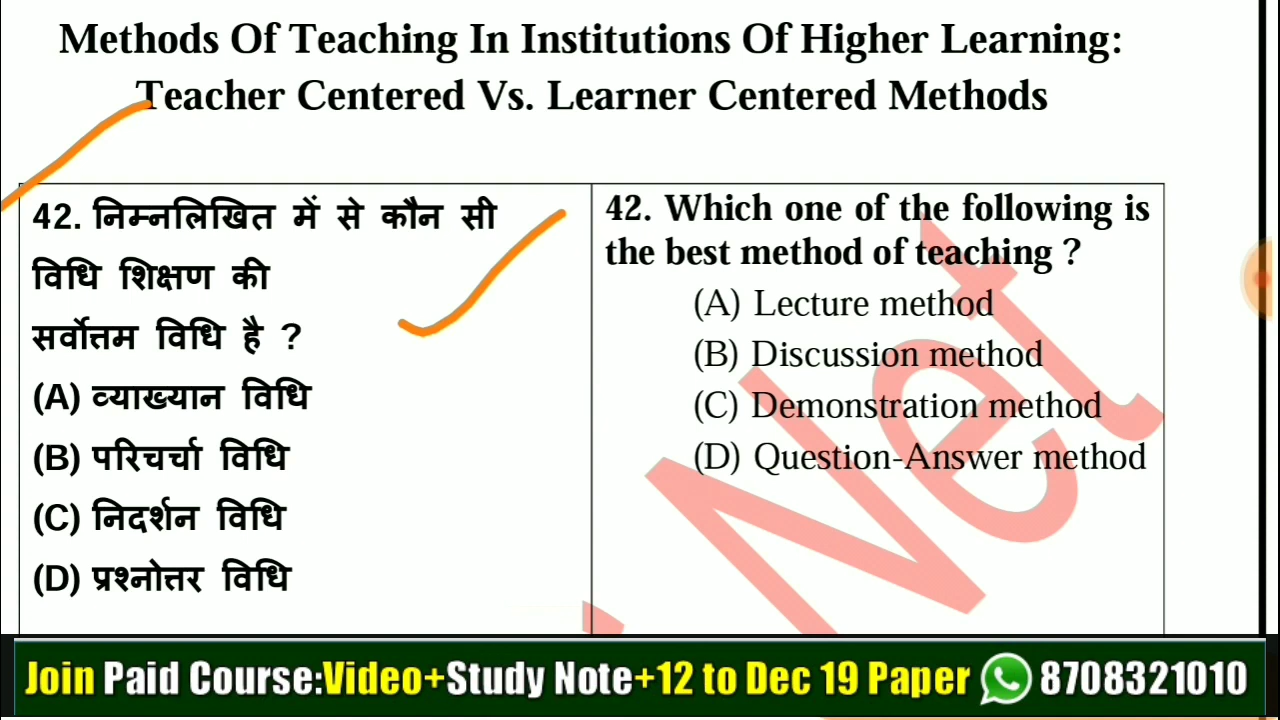 Methods Of Teaching In Institutions Of Higher Learning:
Teacher Centered Vs. Learner Centered Methods
42. निम्नलिखित में से कौन सी
विधि शिक्षण की
सर्वोत्तम विधि है ?
(A) व्याख्यान विधि
(B) परिचर्चा विधि
(C) निदर्शन विधि
(D) प्रश्नोत्तर विधि
42. Which one of the following is
the best method of teaching ?
(A) Lecture method
(B) Discussion method
(C) Demonstration method
(D) Question-Answer method
Net
Join Paid Course:Video+Study Note+12 to Dec 19 Paper 8708321010